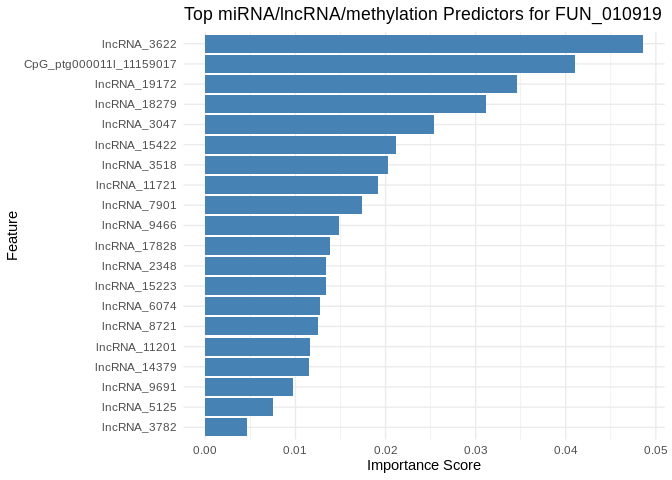 Top miRNA/lncRNA/methylation Predictors for FUN_010919
lncRNA_3622
CpG_ptg000011l_11159017
lncRNA_19172
lncRNA_18279
lncRNA_3047
lncRNA_15422
lncRNA_3518
lncRNA_11721
lncRNA_7901
lncRNA_9466
lncRNA_17828
lncRNA_2348
lncRNA_15223
lncRNA_6074
lncRNA_8721
lncRNA_11201
lncRNA_14379
lncRNA_9691
lncRNA_5125
lncRNA_3782
Feature
0.00 0.01 0.02 0.03 0.04 0.05
Importance Score